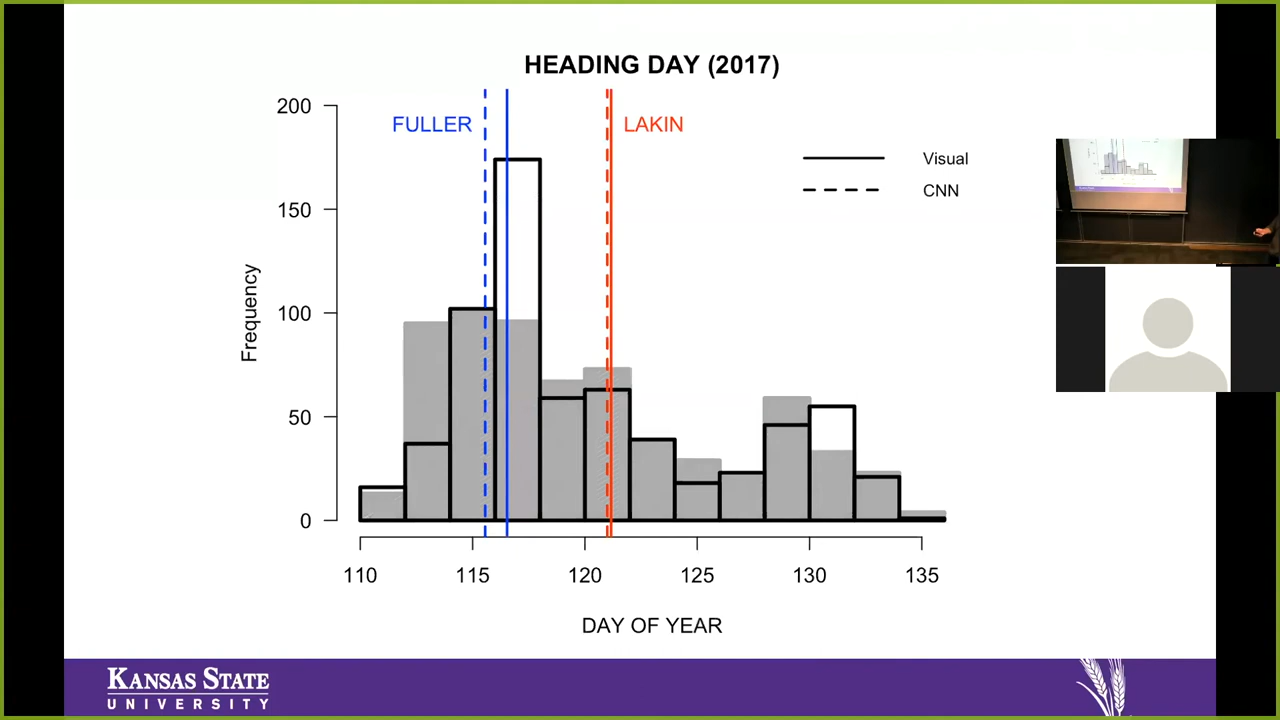 HEADING DAY (2017)
200
150
100
50
0
Frequency
FULLER
LAKIN
Visual
CNN
110 115 120 125 130 135
DAY OF YEAR
KANSAS STATE
UNIVERSITY